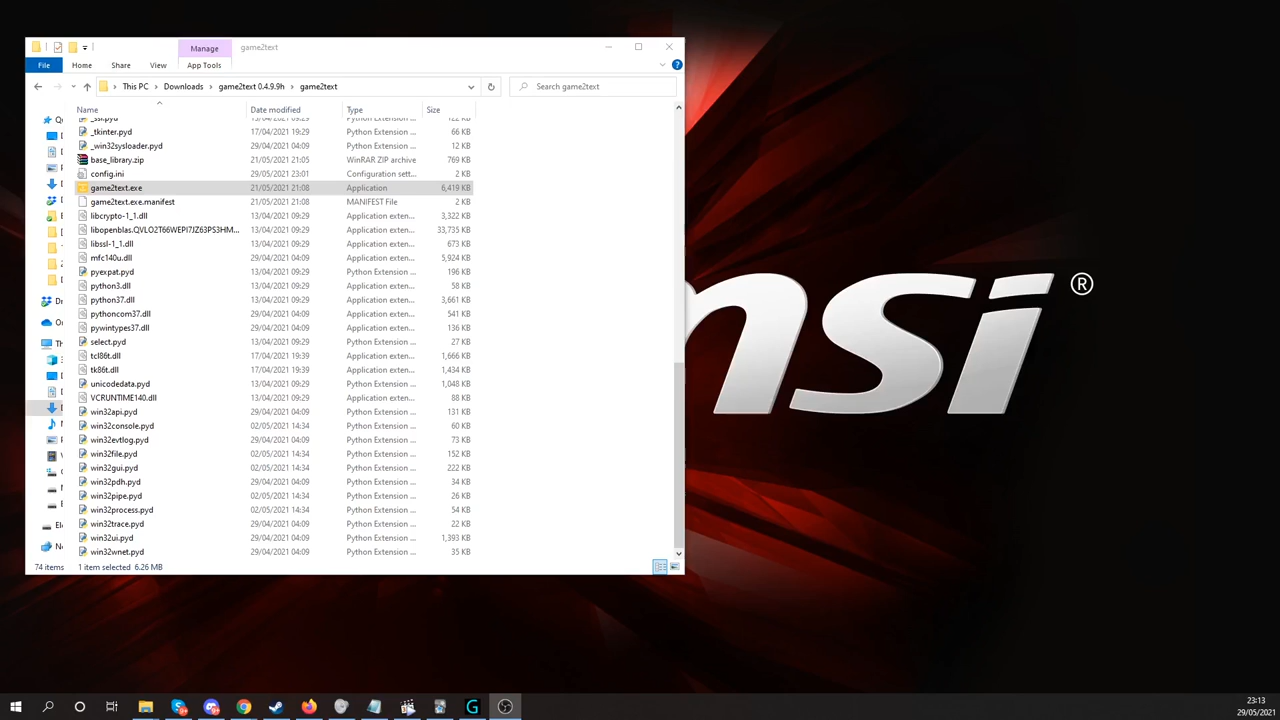 Manage game2text
File Home Share View App Tools
This PC > Downloads > game2text 0.4.9.9h > game2text Search game2text
Name Date modified Type Size
_tkinter.pyd 17/04/2021 19:29 Python Extension ... 66 KB
_win32sysloader.pyd 29/04/2021 04:09 Python Extension ... 12 KB
base_library.zip 21/05/2021 21:05 WinRAR ZIP archive 769 KB
config.ini 29/05/2021 23:01 Configuration sett... 2 KB
game2text.exe 21/05/2021 21:08 Application 6,419 KB
game2text.exe.manifest 21/05/2021 21:08 MANIFEST File 2 KB
libcrypto-1_1.dll 13/04/2021 09:29 Application exten... 3,322 KB
libopenblas.QVLO2T66WEPI7JZ63PS3HM... 13/04/2021 09:29 Application exten... 33,735 KB
libssl-1_1.dll 13/04/2021 09:29 Application exten... 673 KB
mfc140u.dll 29/04/2021 04:09 Application exten... 5,924 KB
pyexpat.pyd 13/04/2021 09:29 Python Extension ... 196 KB
python3.dll 13/04/2021 09:29 Application exten... 58 KB
python37.dll 13/04/2021 09:29 Application exten... 3,661 KB
pythoncom37.dll 29/04/2021 04:09 Application exten... 541 KB
pywintypes37.dll 29/04/2021 04:09 Application exten... 136 KB
select.pyd 13/04/2021 09:29 Python Extension ... 27 KB
tcl86t.dll 17/04/2021 19:39 Application exten... 1,666 KB
tk86t.dll 17/04/2021 19:39 Application exten... 1,434 KB
unicodedata.pyd 13/04/2021 09:29 Python Extension ... 1,048 KB
VCRUNTIME140.dll 13/04/2021 09:29 Application exten... 88 KB
win32api.pyd 29/04/2021 04:09 Python Extension ... 131 KB
win32console.pyd 02/05/2021 14:34 Python Extension ... 60 KB
win32evtlog.pyd 29/04/2021 04:09 Python Extension ... 73 KB
win32file.pyd 02/05/2021 14:34 Python Extension ... 152 KB
win32gui.pyd 02/05/2021 14:34 Python Extension ... 222 KB
win32pdh.pyd 29/04/2021 04:09 Python Extension ... 34 KB
win32pipe.pyd 02/05/2021 14:34 Python Extension ... 26 KB
win32process.pyd 02/05/2021 14:34 Python Extension ... 54 KB
win32trace.pyd 29/04/2021 04:09 Python Extension ... 22 KB
win32ui.pyd 29/04/2021 04:09 Python Extension ... 1,393 KB
win32wnet.pyd 29/04/2021 04:09 Python Extension ... 35 KB
74 items 1 item selected 6.26 MB
msi ®
23:13
29/05/2021